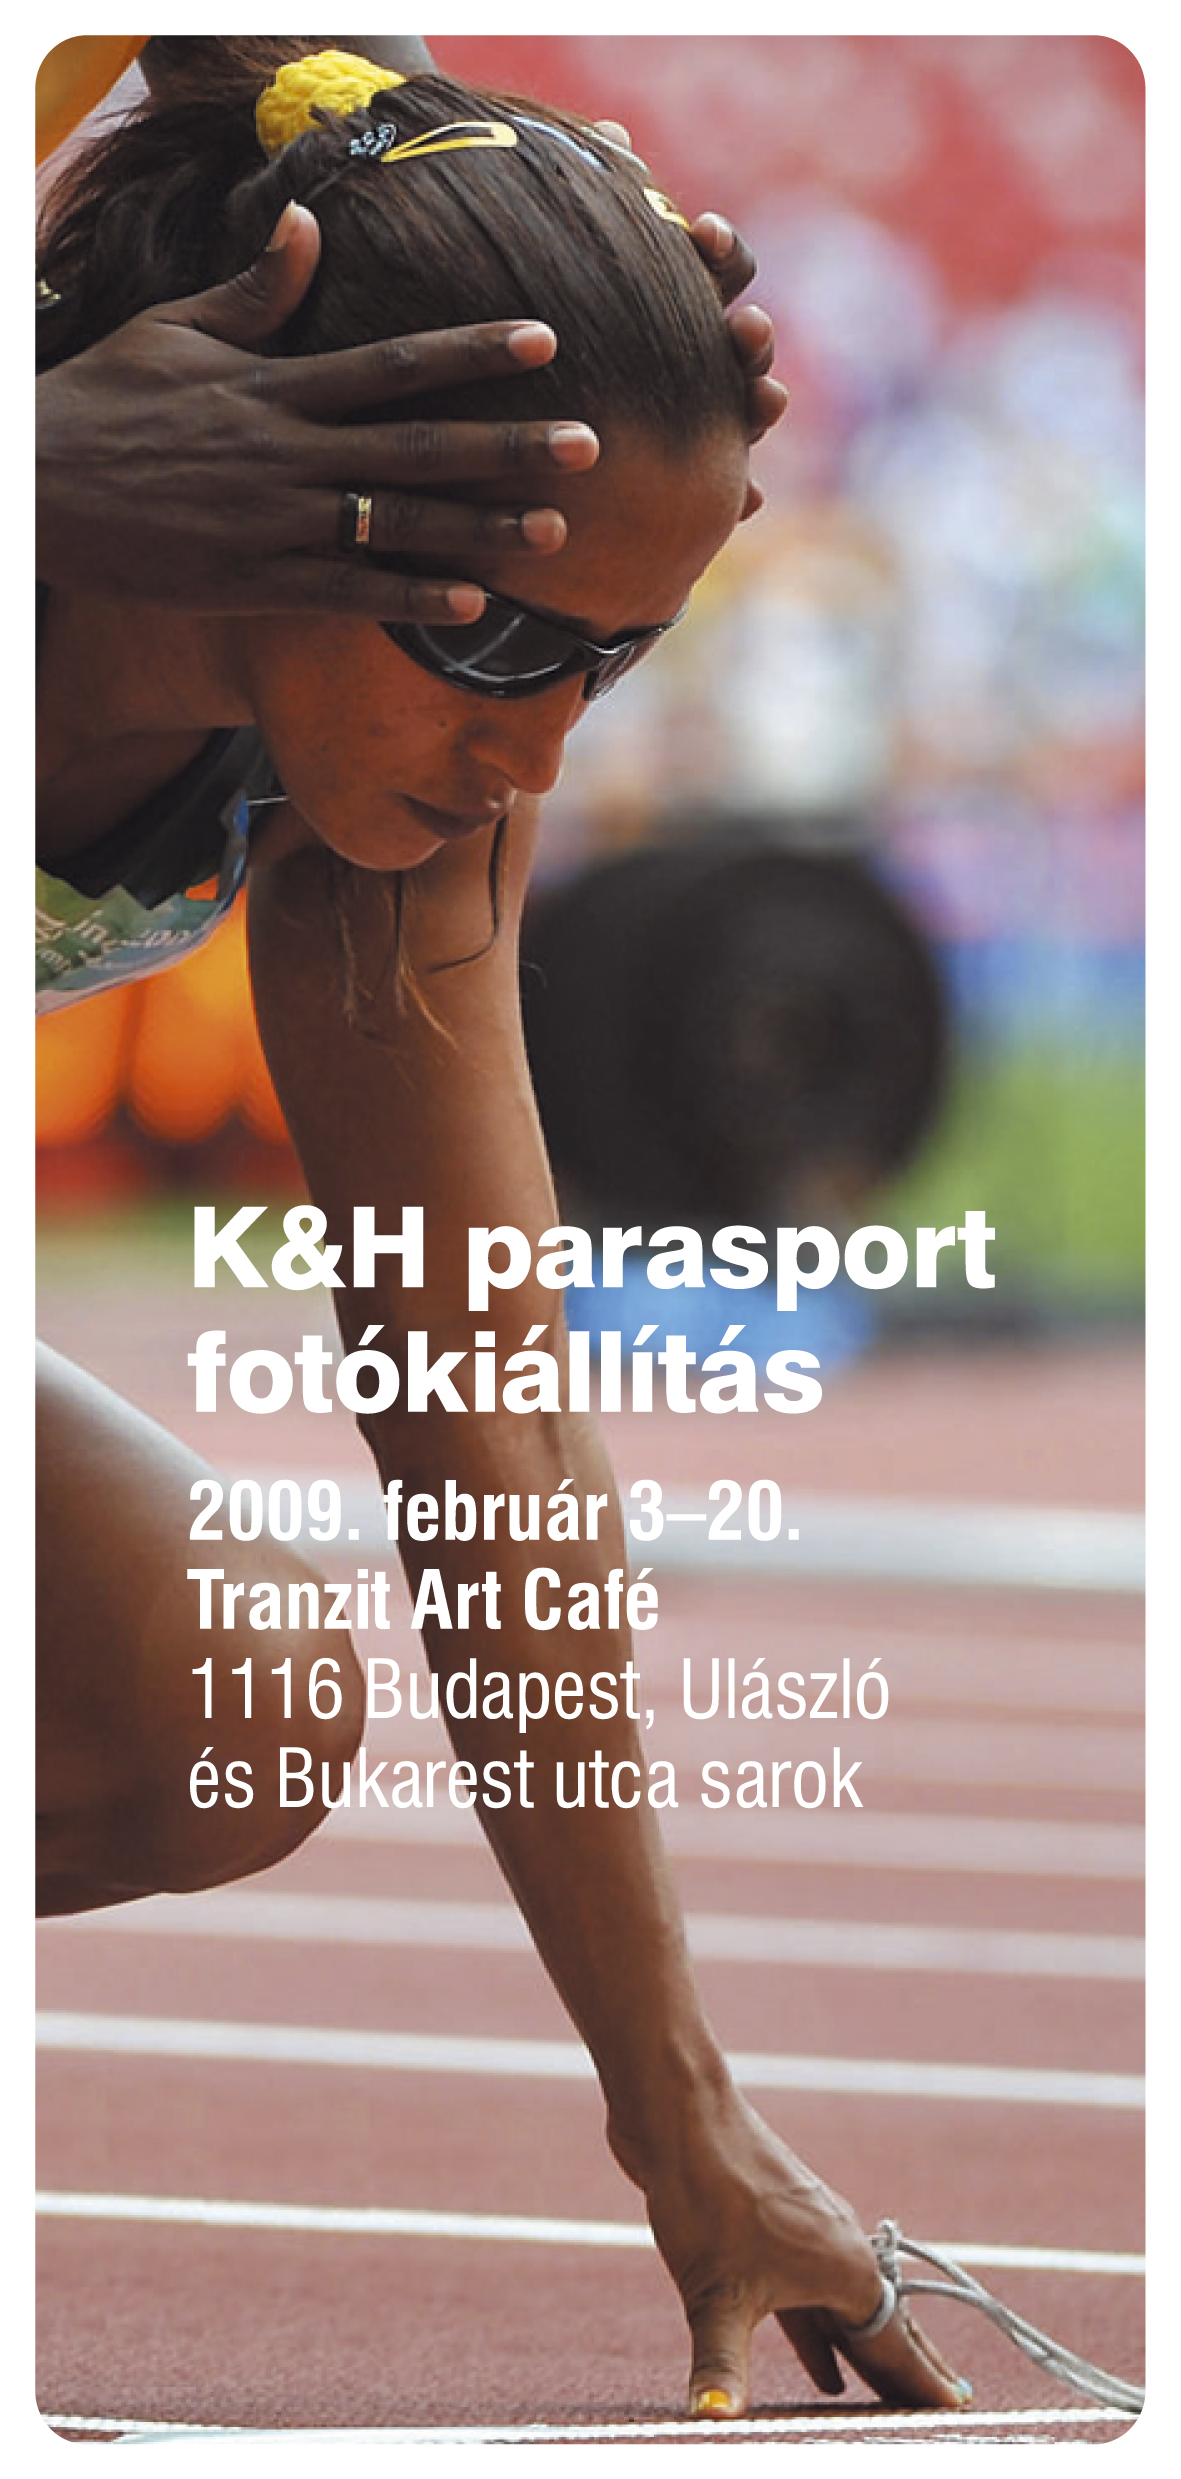 K&H parasport
fotókiállítás
2009. február 3–20.
Tranzit Art Café
1116 Budapest, Ulászló
és Bukarest utca sarok